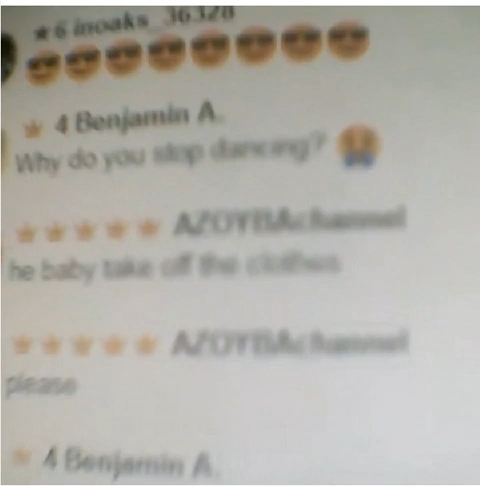 ★6 inoaks_36328
😎😎😎😎😎😎😎😎
★ 4 Benjamin A.
Why do you stop dancing? 😭
★★★★★ AZOYBAchannel
he baby take off the clothes
★★★★★ AZOYBAchannel
please
★ 4 Benjamin A.